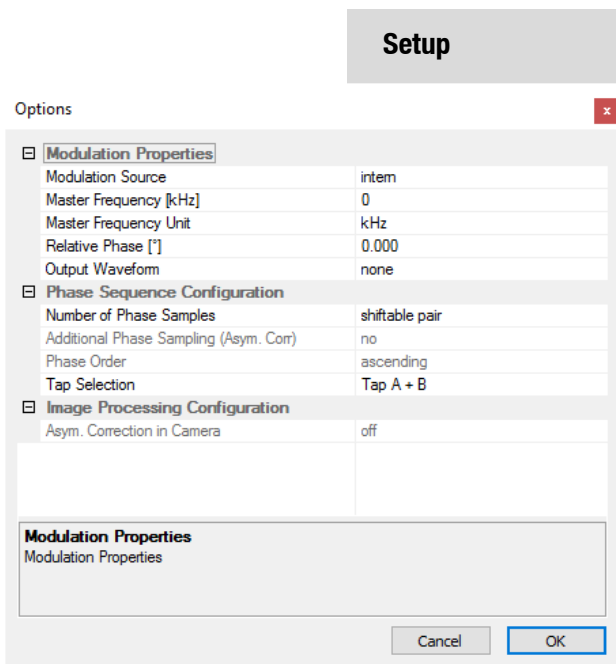 Setup
Options
x
Modulation Properties
Modulation Source intern
Master Frequency [kHz] 0
Master Frequency Unit kHz
Relative Phase [°] 0.000
Output Waveform none
Phase Sequence Configuration
Number of Phase Samples shiftable pair
Additional Phase Sampling (Asym. Corr) no
Phase Order ascending
Tap Selection Tap A + B
Image Processing Configuration
Asym. Correction in Camera off
Modulation Properties
Modulation Properties
Cancel OK